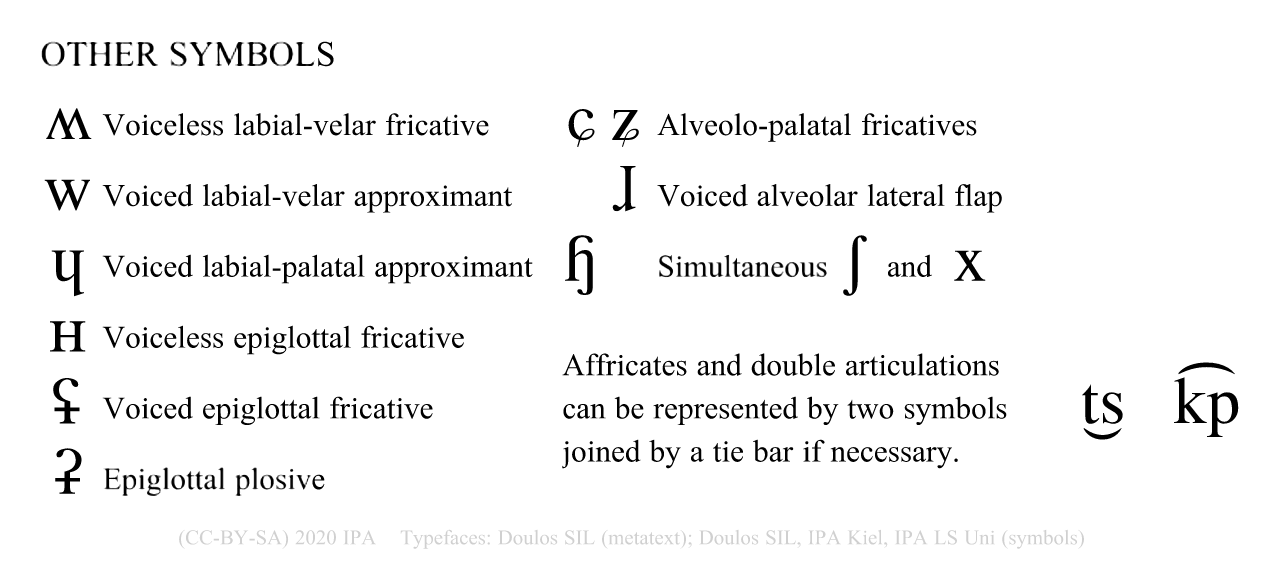 OTHER SYMBOLS
ʍ Voiceless labial-velar fricative
w Voiced labial-velar approximant
ɥ Voiced labial-palatal approximant
ʜ Voiceless epiglottal fricative
ʢ Voiced epiglottal fricative
ʡ Epiglottal plosive
ɕ ʑ Alveolo-palatal fricatives
ɺ Voiced alveolar lateral flap
ɧ Simultaneous ʃ and x
Affricates and double articulations
can be represented by two symbols
joined by a tie bar if necessary.
t͜s k͡p
(CC-BY-SA) 2020 IPA Typefaces: Doulos SIL (metatext); Doulos SIL, IPA Kiel, IPA LS Uni (symbols)